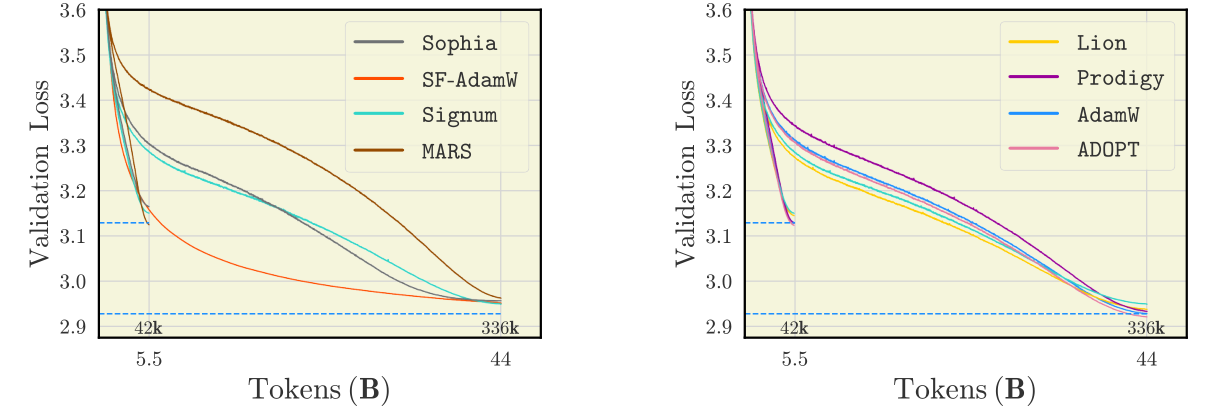 3.6
3.5
3.4
3.3
3.2
3.1
3.0
2.9
Validation Loss
Sophia
SF-AdamW
Signum
MARS
42k
336k
5.5
44
Tokens (B)
3.6
3.5
3.4
3.3
3.2
3.1
3.0
2.9
Validation Loss
Lion
Prodigy
AdamW
ADOPT
42k
336k
5.5
44
Tokens (B)